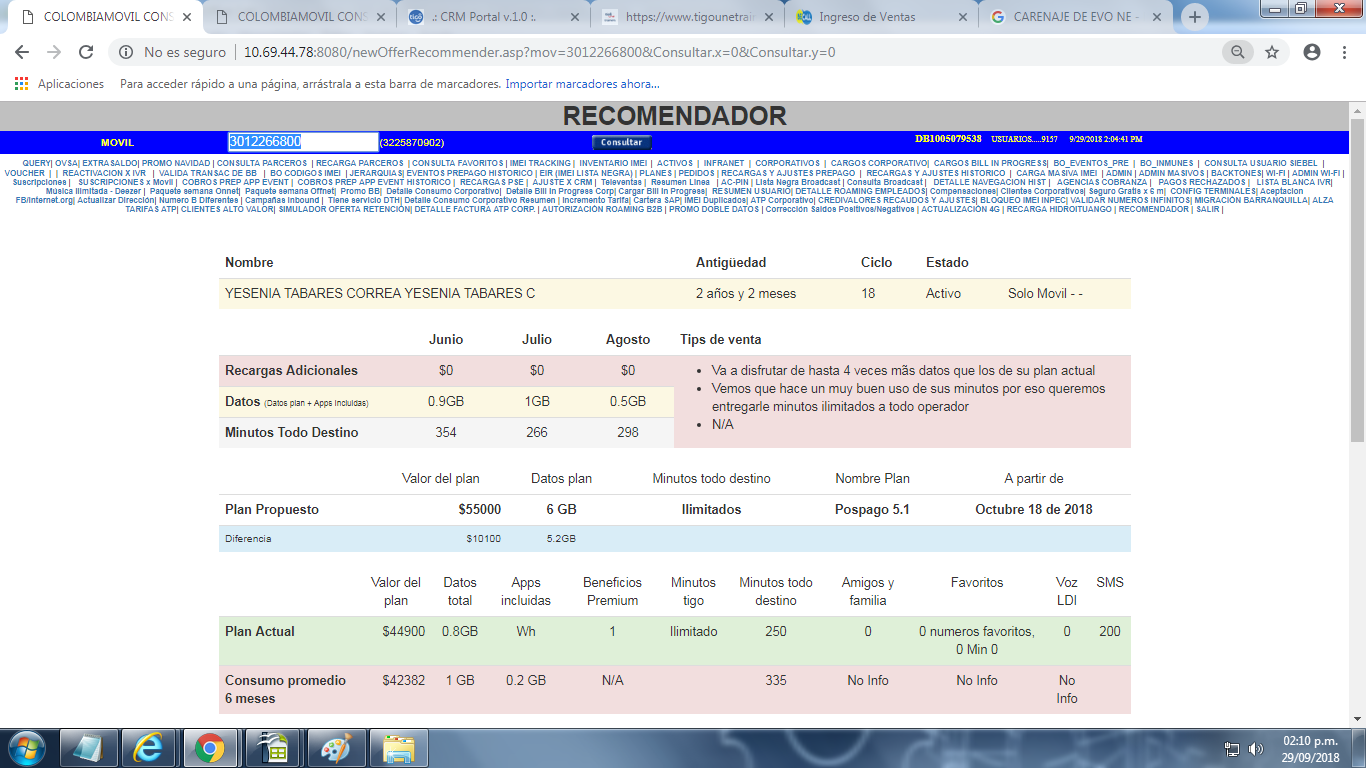 COLOMBIAMOVIL CONS
COLOMBIAMOVIL CONS
.: CRM Portal v.1.0 :.
https://www.tigounetrain
Ingreso de Ventas
CARENAJE DE EVO NE -
No es seguro
10.69.44.78:8080/newOfferRecommender.asp?mov=3012266800&Consultar.x=0&Consultar.y=0
Aplicaciones Para acceder rápido a una página, arrástrala a esta barra de marcadores. Importar marcadores ahora...
RECOMENDADOR
MOVIL 3012266800 (3225870902) Consultar DB1005079538 USUARIOS.....9157 9/29/2018 2:04:41 PM
QUERY| OVSA| EXTRASALDO| PROMO NAVIDAD | CONSULTA PARCEROS | RECARGA PARCEROS | CONSULTA FAVORITOS | IMEI TRACKING | INVENTARIO IMEI | ACTIVOS | INFRANET | CORPORATIVOS | CARGOS CORPORATIVO| CARGOS BILL IN PROGRESS| BO_EVENTOS_PRE | BO_INMUNES | CONSULTA USUARIO SIEBEL |
VOUCHER | | REACTIVACION X IVR | VALIDA TRANSAC DE BB | BO CODIGOS IMEI |JERARQUIAS| EVENTOS PREPAGO HISTORICO | EIR (IMEI LISTA NEGRA) | PLANES | PEDIDOS | RECARGAS Y AJUSTES PREPAGO | RECARGAS Y AJUSTES HISTORICO | CARGA MASIVA IMEI | ADMIN | ADMIN MASIVOS | BACKTONES| WI-FI | ADMIN WI-FI |
Suscripciones | SUSCRIPCIONES x Movil | COBROS PREP APP EVENT | COBROS PREP APP EVENT HISTORICO | RECARGAS PSE | AJUSTE X CRM | Televentas | Resumen Linea | AC-PIN | Lista Negra Broadcast | Consulta Broadcast | DETALLE NAVEGACION HIST | AGENCIAS COBRANZA | PAGOS RECHAZADOS | LISTA BLANCA IVR|
Musica Ilimitada - Deezer | Paquete semana Onnet| Paquete semana Offnet| Promo BB| Detalle Consumo Corporativo| Detalle Bill In Progress Corp| Cargar Bill In Progress| RESUMEN USUARIO| DETALLE ROAMING EMPLEADOS| Compensaciones| Clientes Corporativos| Seguro Gratis x 6 m| CONFIG TERMINALES| Aceptacion
FB/Internet.org| Actualizar Dirección| Numero B Diferentes | Campañas Inbound | Tiene servicio DTH| Detalle Consumo Corporativo Resumen | Incremento Tarifa| Cartera SAP| IMEI Duplicados| ATP Corporativo| CREDIVALORES RECAUDOS Y AJUSTES| BLOQUEO IMEI INPEC| VALIDAR NUMEROS INFINITOS| MIGRACIÓN BARRANQUILLA| ALZA
TARIFAS ATP| CLIENTES ALTO VALOR| SIMULADOR OFERTA RETENCIÓN| DETALLE FACTURA ATP CORP. | AUTORIZACIÓN ROAMING B2B | PROMO DOBLE DATOS | Corrección Saldos Positivos/Negativos | ACTUALIZACIÓN 4G | RECARGA HIDROITUANGO | RECOMENDADOR | SALIR |
Nombre Antigüedad Ciclo Estado
YESENIA TABARES CORREA YESENIA TABARES C 2 años y 2 meses 18 Activo Solo Movil - -
Junio Julio Agosto Tips de venta
Recargas Adicionales $0 $0 $0
Datos (Datos plan + Apps Incluidas) 0.9GB 1GB 0.5GB
Minutos Todo Destino 354 266 298
Va a disfrutar de hasta 4 veces mãs datos que los de su plan actual
Vemos que hace un muy buen uso de sus minutos por eso queremos
entregarle minutos ilimitados a todo operador
N/A
Valor del plan Datos plan Minutos todo destino Nombre Plan A partir de
Plan Propuesto $55000 6 GB Ilimitados Pospago 5.1 Octubre 18 de 2018
Diferencia $10100 5.2GB
Valor del plan Datos total Apps incluidas Beneficios Premium Minutos tigo Minutos todo destino Amigos y familia Favoritos Voz LDI SMS
Plan Actual $44900 0.8GB Wh 1 Ilimitado 250 0 0 numeros favoritos, 0 Min 0 0 200
Consumo promedio 6 meses $42382 1 GB 0.2 GB N/A 335 No Info No Info No Info
02:10 p.m.
29/09/2018